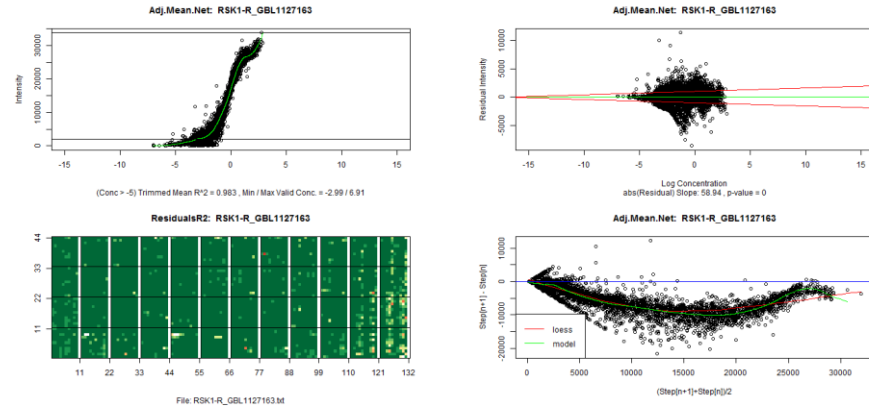 Adj.Mean.Net: RSK1-R_GBL1127163
Intensity
30000
20000
10000
0
-15 -10 -5 0 5 10 15
(Conc > -5) Trimmed Mean R^2 = 0.983 , Min / Max Valid Conc. = -2.99 / 6.91
Adj.Mean.Net: RSK1-R_GBL1127163
Residual Intensity
10000
5000
0
-5000
-15 -10 -5 0 5 10 15
Log Concentration
abs(Residual) Slope: 58.94 , p-value = 0
ResidualsR2: RSK1-R_GBL1127163
44
33
22
11
11 22 33 44 55 66 77 88 99 110 121 132
File: RSK1-R_GBL1127163.txt
Adj.Mean.Net: RSK1-R_GBL1127163
Step[n+1] - Step[n]
10000
0
-10000
-20000
loess
model
0 5000 10000 15000 20000 25000 30000
(Step[n+1]+Step[n])/2